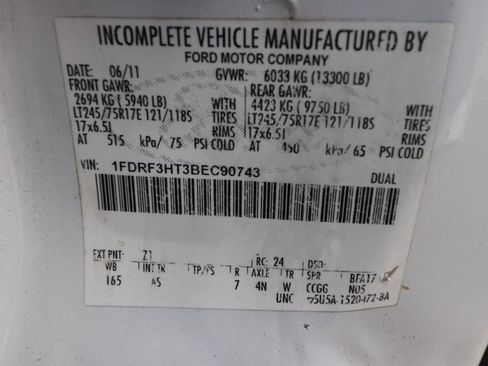 INCOMPLETE VEHICLE MANUFACTURED BY
FORD MOTOR COMPANY
DATE: 06/11 GVWR: 6033 KG (13300 LB)
FRONT GAWR: REAR GAWR:
2694 KG (5940 LB) WITH 4423 KG (9750 LB) WITH
LT245/75R17E 121/118S TIRES LT245/75R17E 121/118S TIRES
17x6.5J RIMS 17x6.5J RIMS
AT 515 kPa/ 75 PSI COLD AT 450 kPa/ 65 PSI COLD
VIN: 1FDRF3HT3BEC90743 DUAL
EXT PNT: Z1 RC: 24 DSO:
WB INT TR TP/PS R AXLE TR SPR BFA17
165 AS 7 4N W CCGG N05
UNC